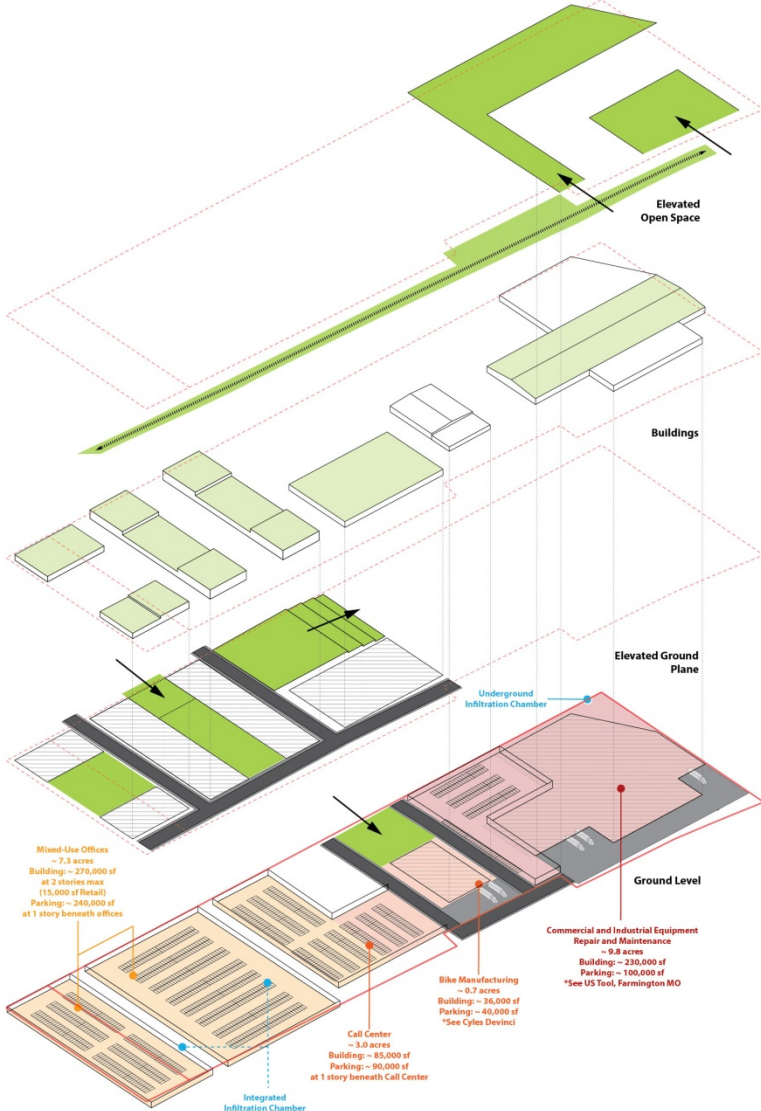 Elevated
Open Space
Buildings
Elevated Ground
Plane
Underground
Infiltration Chamber
Mixed-Use Offices
~ 7.3 acres
Building: ~ 270,000 sf
at 2 stories max
(15,000 sf Retail)
Parking: ~ 240,000 sf
at 1 story beneath offices
Ground Level
Commercial and Industrial Equipment
Repair and Maintenance
~ 9.8 acres
Building: ~ 230,000 sf
Parking: ~ 100,000 sf
*See US Tool, Farmington MO
Bike Manufacturing
~ 0.7 acres
Building: ~ 36,000 sf
Parking: ~ 40,000 sf
*See Cyles Devinci
Call Center
~ 3.0 acres
Building: ~ 85,000 sf
Parking: ~ 90,000 sf
at 1 story beneath Call Center
Integrated
Infiltration Chamber